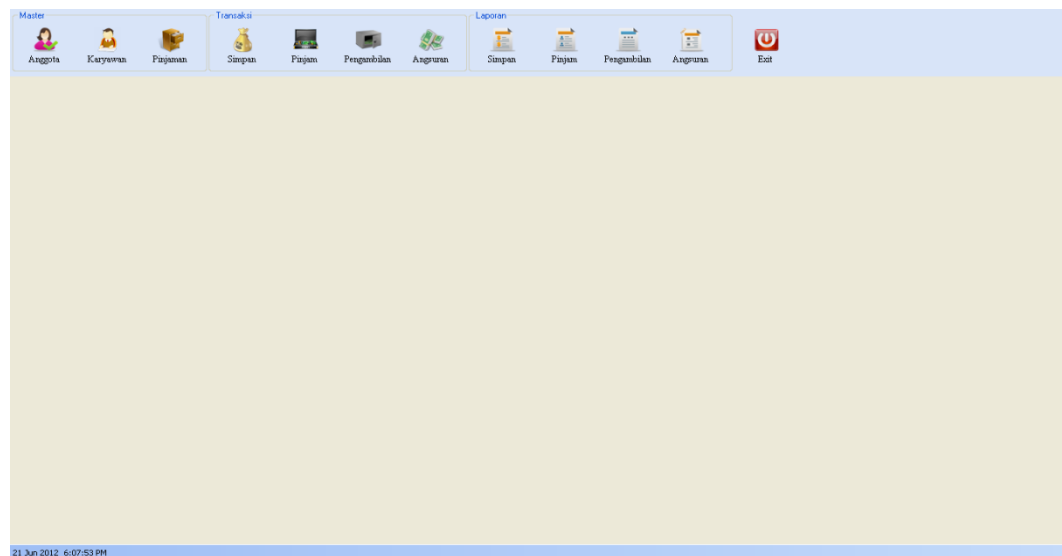 Master Transaksi Laporan
Anggota Karyawan Pinjaman Simpan Pinjam Pengambilan Angsuran Simpan Pinjam Pengambilan Angsuran Exit
21 Jun 2012 6:07:53 PM